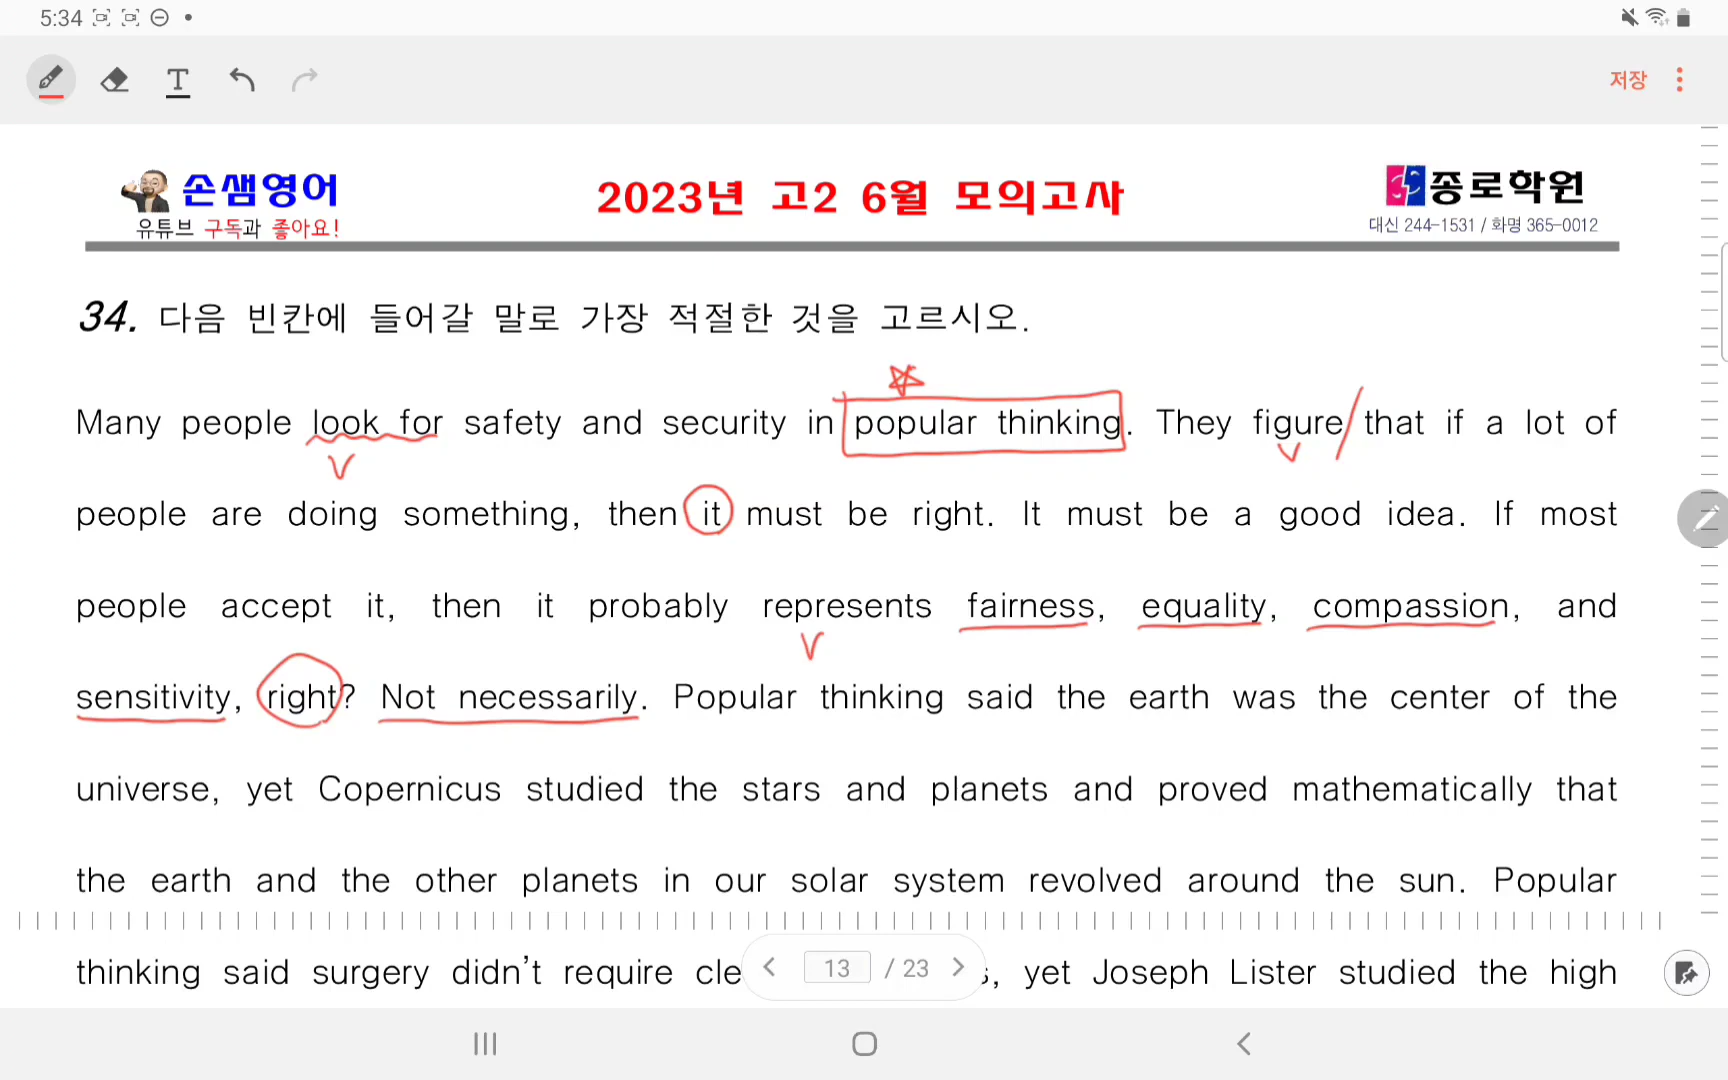 5:34
저장
손샘영어
유튜브 구독과 좋아요!
2023년 고2 6월 모의고사
종로학원
대신 244-1531 / 화명 365-0012
34. 다음 빈칸에 들어갈 말로 가장 적절한 것을 고르시오.
Many people look for safety and security in popular thinking. They figure that if a lot of
people are doing something, then it must be right. It must be a good idea. If most
people accept it, then it probably represents fairness, equality, compassion, and
sensitivity, right? Not necessarily. Popular thinking said the earth was the center of the
universe, yet Copernicus studied the stars and planets and proved mathematically that
the earth and the other planets in our solar system revolved around the sun. Popular
thinking said surgery didn't require cle s, yet Joseph Lister studied the high
13 / 23